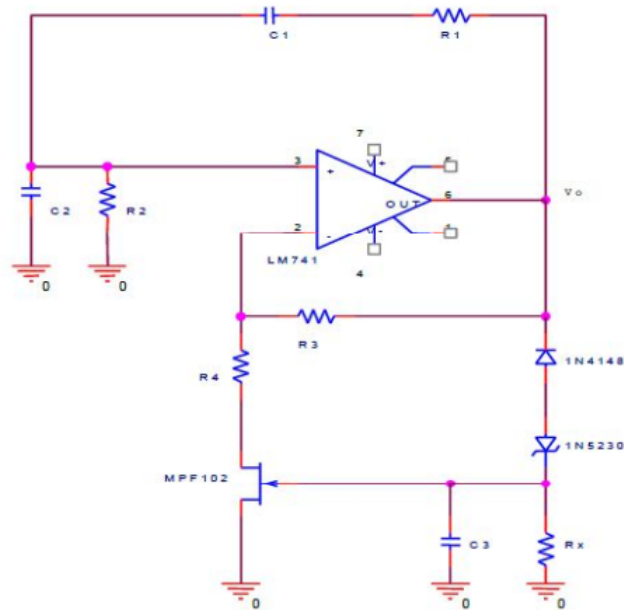 C1
R1
7
3
+
V+
6
Vo
OUT
C2
R2
2
-
V-
LM741
4
0
0
R3
R4
1N4148
1N5230
MPF102
C3
Rx
0
0
0